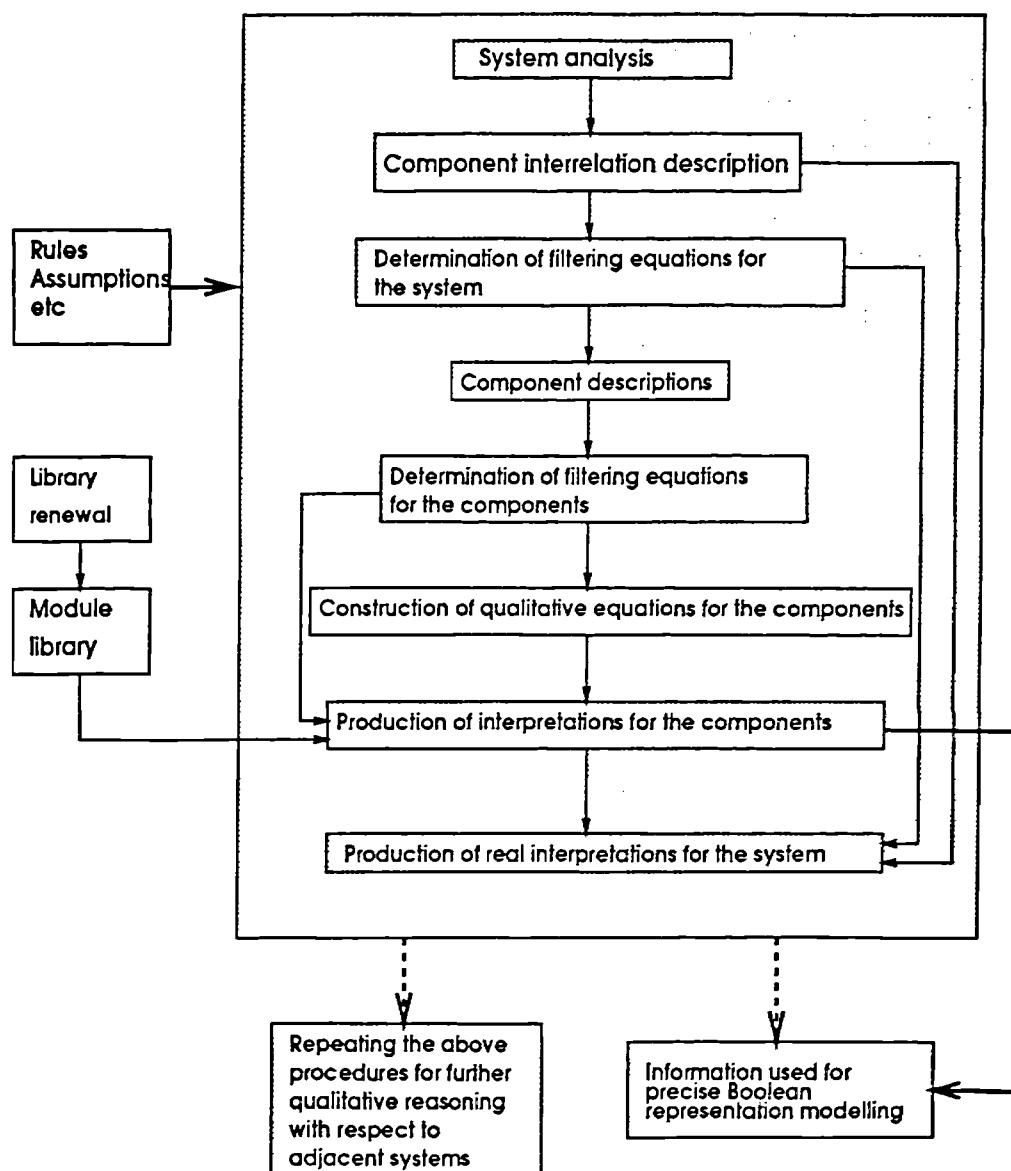 System analysis
Component interrelation description
Rules
Assumptions
etc
Determination of filtering equations for
the system
Component descriptions
Library
renewal
Determination of filtering equations
for the components
Module
library
Construction of qualitative equations for the components
Production of interpretations for the components
Production of real interpretations for the system
Repeating the above
procedures for further
qualitative reasoning
with respect to
adjacent systems
Information used for
precise Boolean
representation modelling